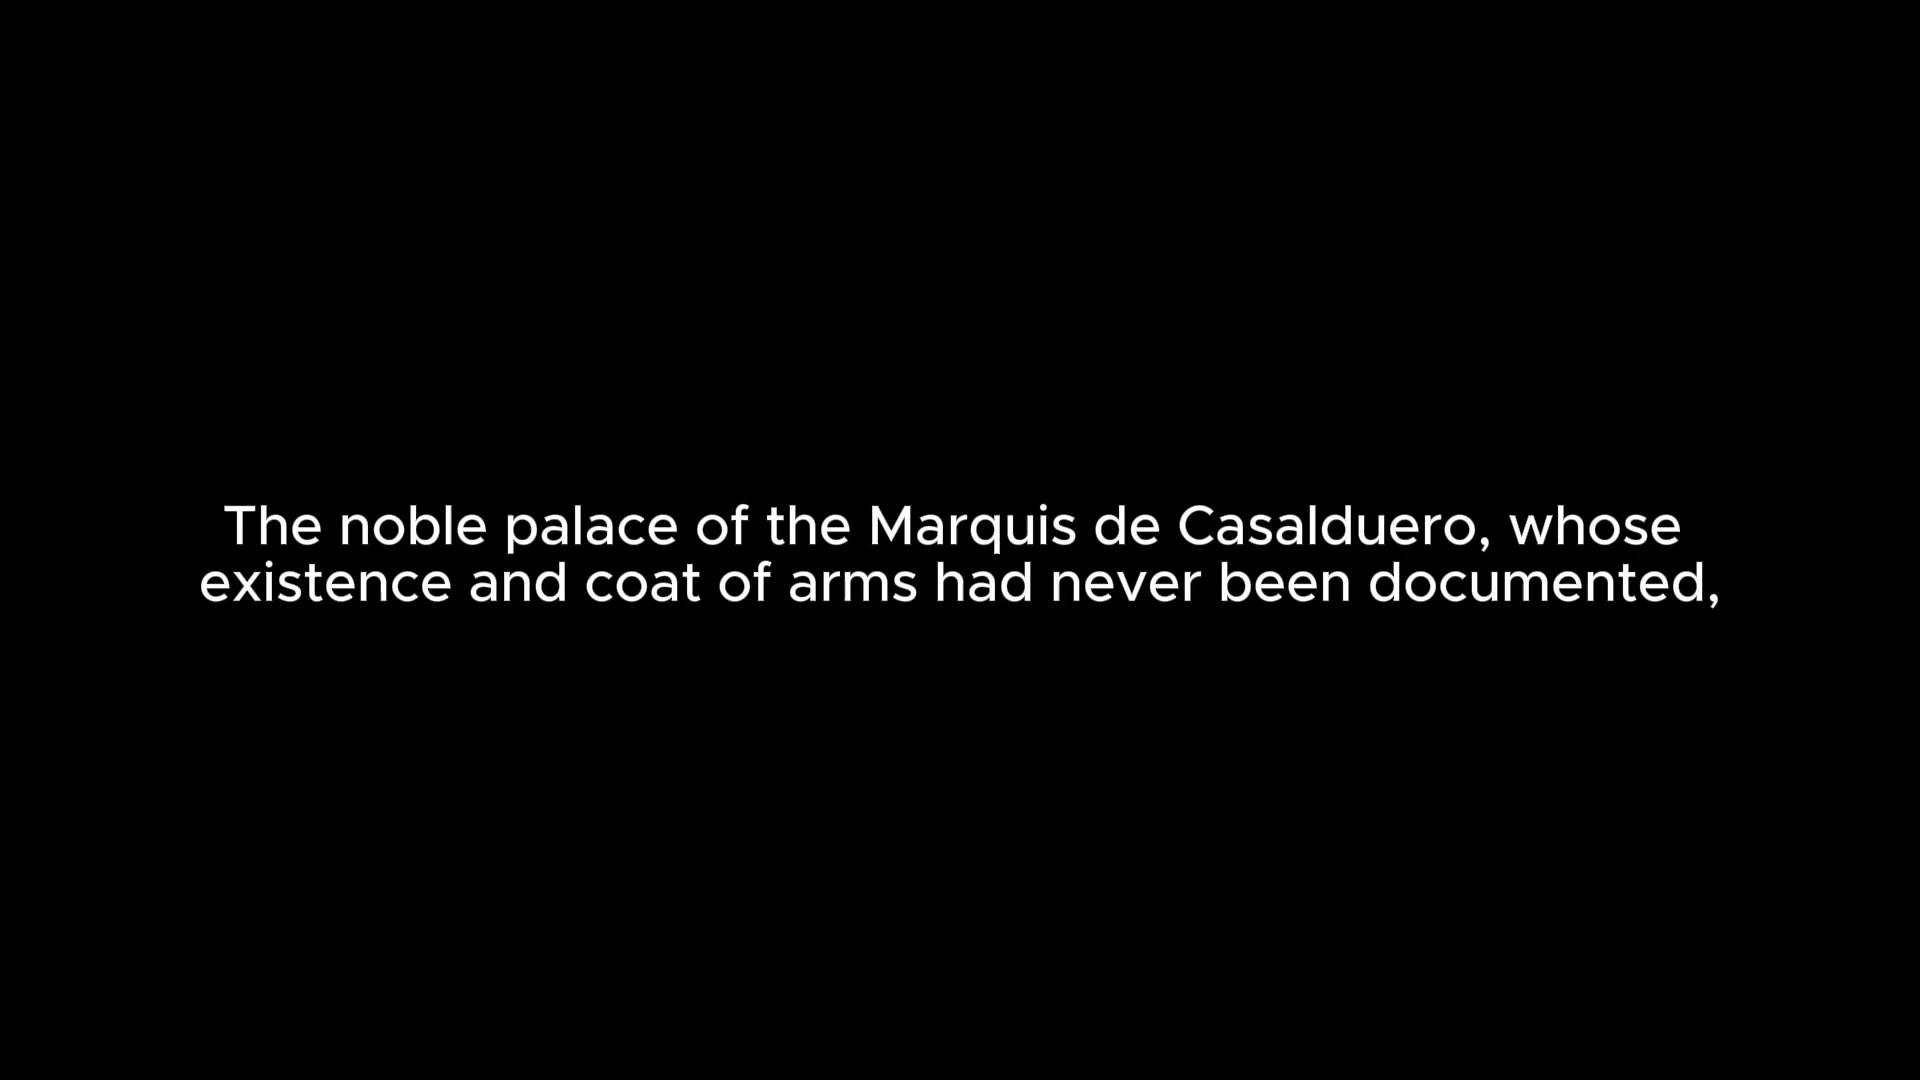 The noble palace of the Marquis de Casalduero, whose
existence and coat of arms had never been documented,